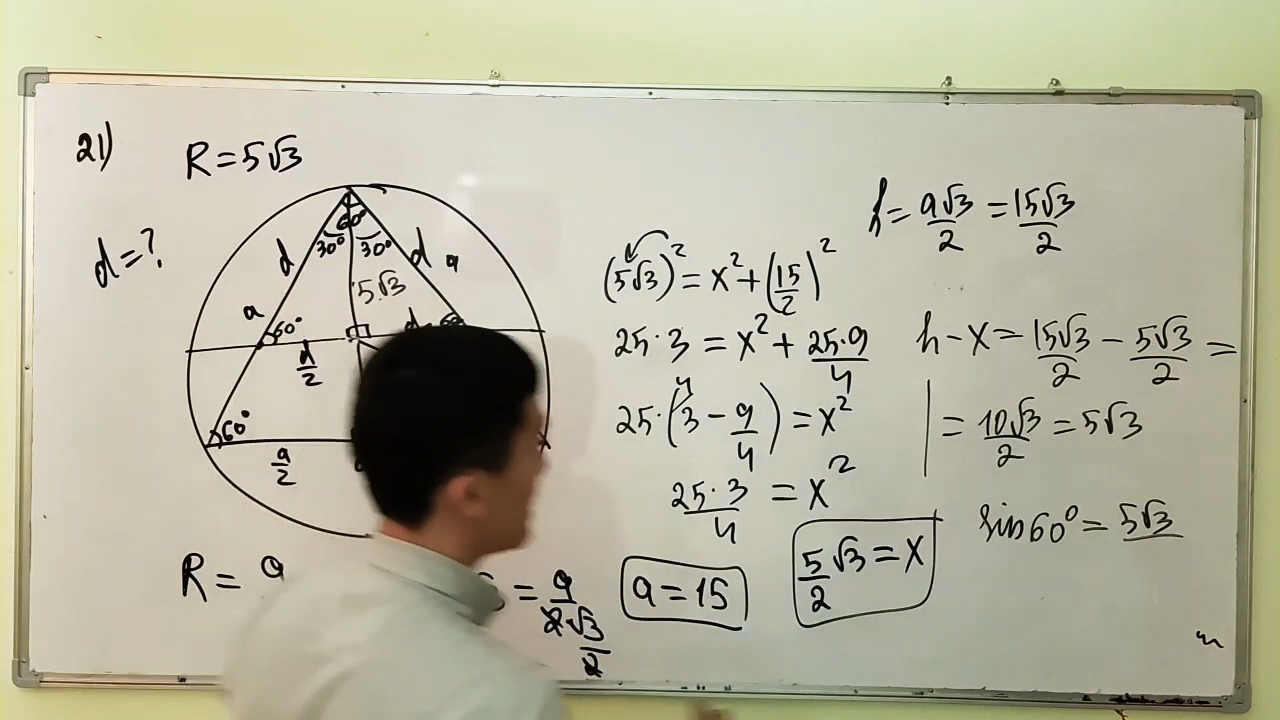 21)
R = 5√3
d = ?
60°
30° 30°
d d
a a
5√3
60°
d/2
60°
a/2
R = a
= a/(2·√3/2)
a = 15
(5√3)² = x² + (15/2)²
25·3 = x² + 25·9/4
25·(3 - 9/4) = x²
4
25·3/4 = x²
5/2 √3 = x
h = a√3/2 = 15√3/2
h - x = 15√3/2 - 5√3/2 =
= 10√3/2 = 5√3
sin60° = 5√3